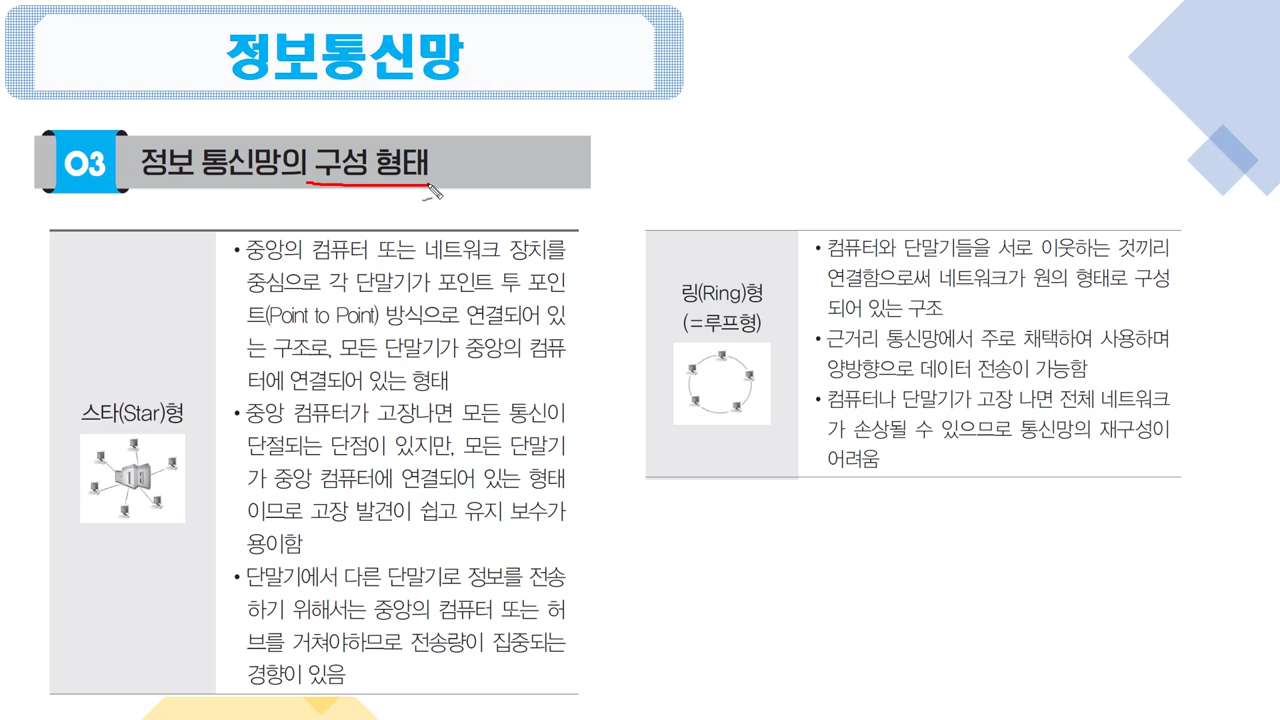 정보통신망
03 정보 통신망의 구성 형태
스타(Star)형
• 중앙의 컴퓨터 또는 네트워크 장치를
중심으로 각 단말기가 포인트 투 포인
트(Point to Point) 방식으로 연결되어 있
는 구조로, 모든 단말기가 중앙의 컴퓨
터에 연결되어 있는 형태
• 중앙 컴퓨터가 고장나면 모든 통신이
단절되는 단점이 있지만, 모든 단말기
가 중앙 컴퓨터에 연결되어 있는 형태
이므로 고장 발견이 쉽고 유지 보수가
용이함
• 단말기에서 다른 단말기로 정보를 전송
하기 위해서는 중앙의 컴퓨터 또는 허
브를 거쳐야하므로 전송량이 집중되는
경향이 있음
링(Ring)형
(=루프형)
• 컴퓨터와 단말기들을 서로 이웃하는 것끼리
연결함으로써 네트워크가 원의 형태로 구성
되어 있는 구조
• 근거리 통신망에서 주로 채택하여 사용하며
양방향으로 데이터 전송이 가능함
• 컴퓨터나 단말기가 고장 나면 전체 네트워크
가 손상될 수 있으므로 통신망의 재구성이
어려움